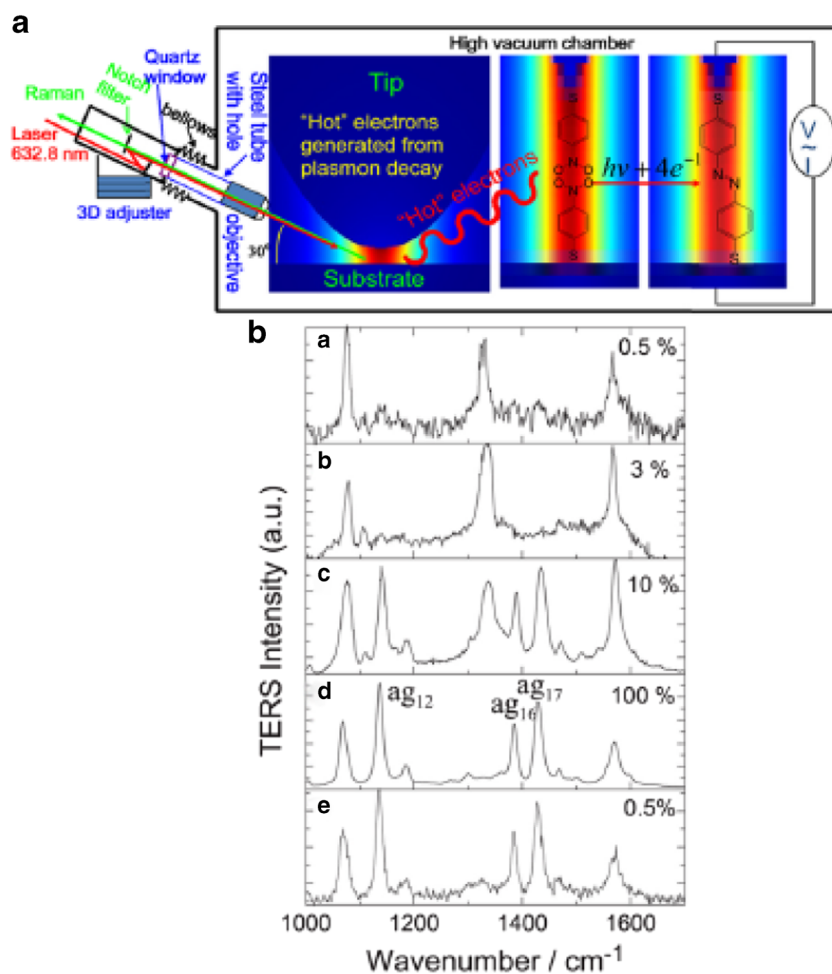 a
High vacuum chamber
Quartz
window
Notch
filter
Raman
Laser
632,8 nm
bellows
Steel tube
with hole
3D adjuster
objective
30°
Tip
"Hot" electrons
generated from
plasmon decay
Substrate
"Hot" electrons
S
N
O O
O O
N
S
hν + 4e⁻¹
S
N
N
S
V
~
I
b
TERS Intensity (a.u.)
a 0.5 %
b 3 %
c 10 %
d ag₁₂ ag₁₆ ag₁₇ 100 %
e 0.5%
1000 1200 1400 1600
Wavenumber / cm⁻¹